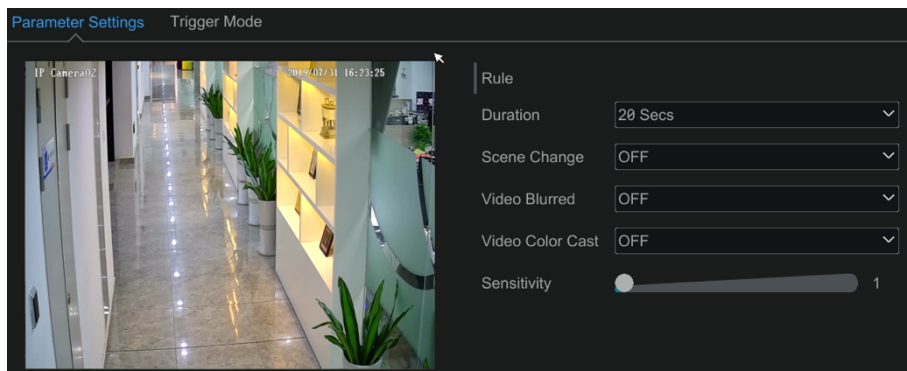 Parameter Settings Trigger Mode
IP Camera02 2019/07/31 16:23:25
Rule
Duration 20 Secs
Scene Change OFF
Video Blurred OFF
Video Color Cast OFF
Sensitivity 1